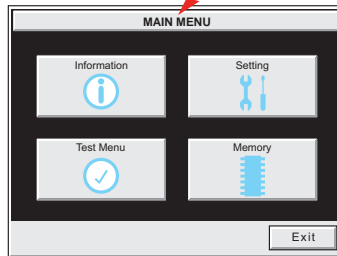 MAIN MENU
Information
Setting
Test Menu
Memory
Exit